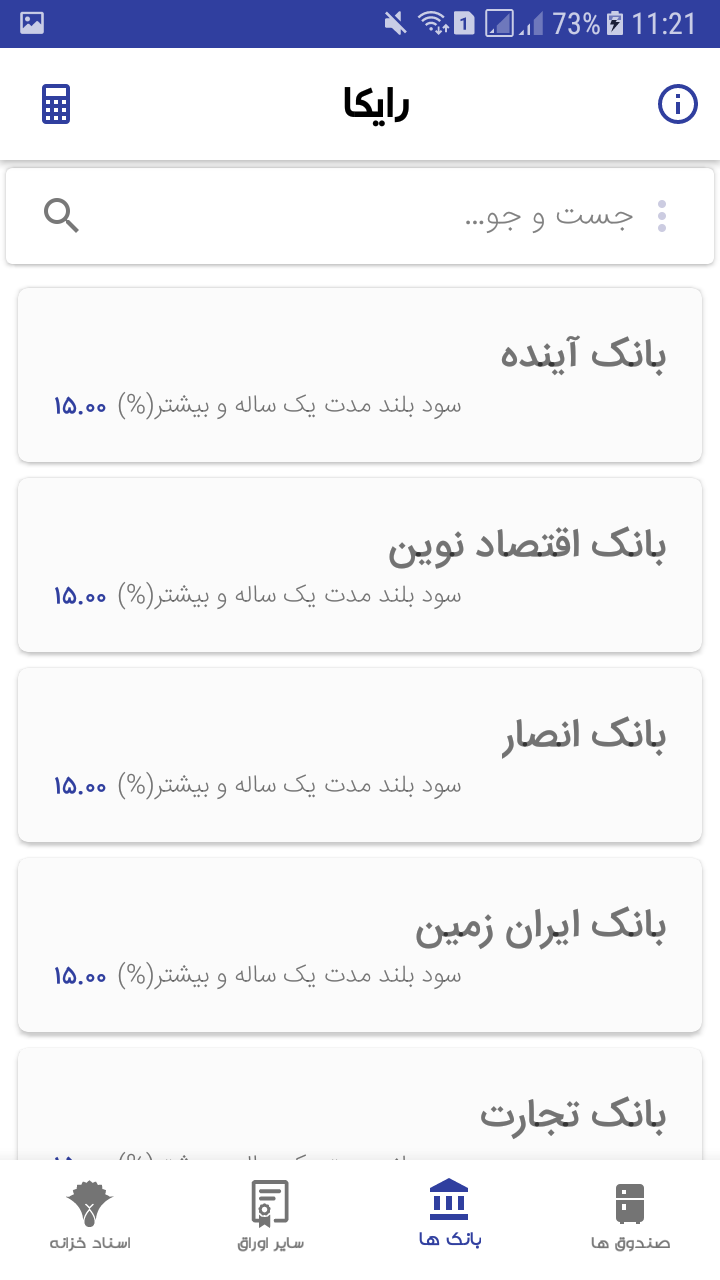 1 73% 11:21
رایکا
جست و جو...
بانک آینده
سود بلند مدت یک ساله و بیشتر(%) ۱۵.۰۰
بانک اقتصاد نوین
سود بلند مدت یک ساله و بیشتر(%) ۱۵.۰۰
بانک انصار
سود بلند مدت یک ساله و بیشتر(%) ۱۵.۰۰
بانک ایران زمین
سود بلند مدت یک ساله و بیشتر(%) ۱۵.۰۰
بانک تجارت
صندوق ها
بانک ها
سایر اوراق
اسناد خزانه